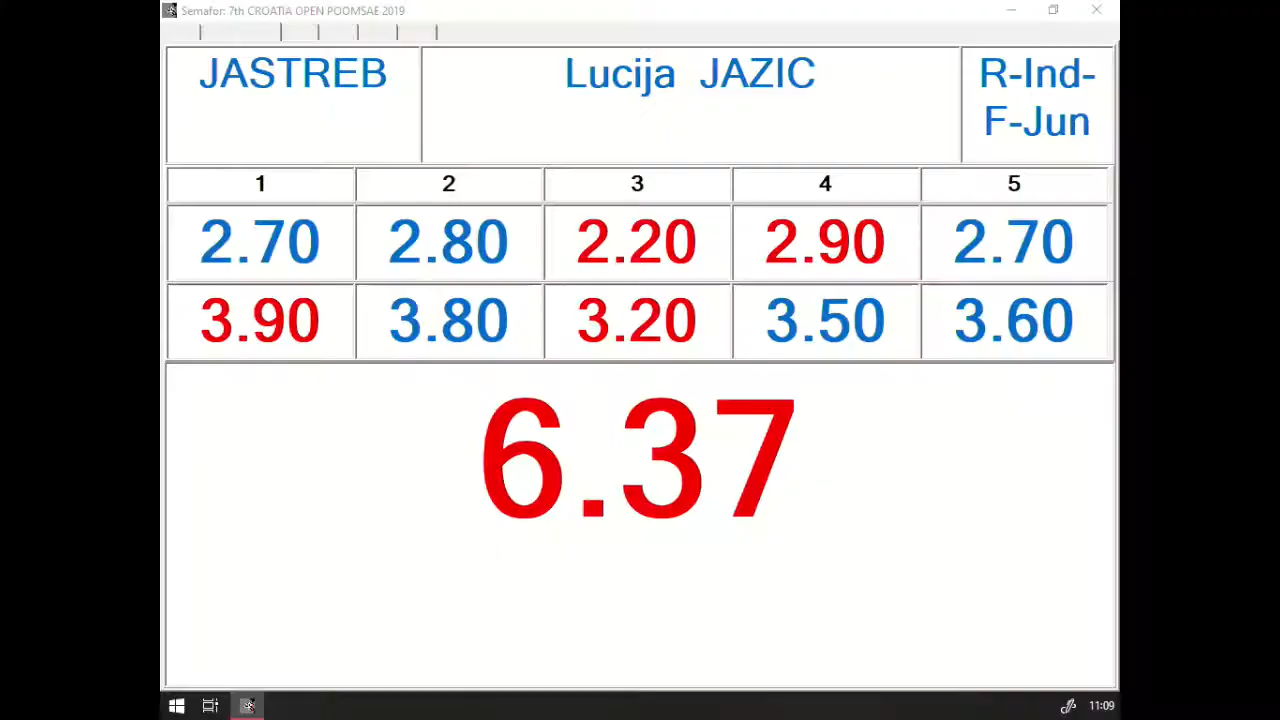 Semafor: 7th CROATIA OPEN POOMSAE 2019
JASTREB Lucija JAZIC R-Ind-
F-Jun
1 2 3 4 5
2.70 2.80 2.20 2.90 2.70
3.90 3.80 3.20 3.50 3.60
6.37
11:09